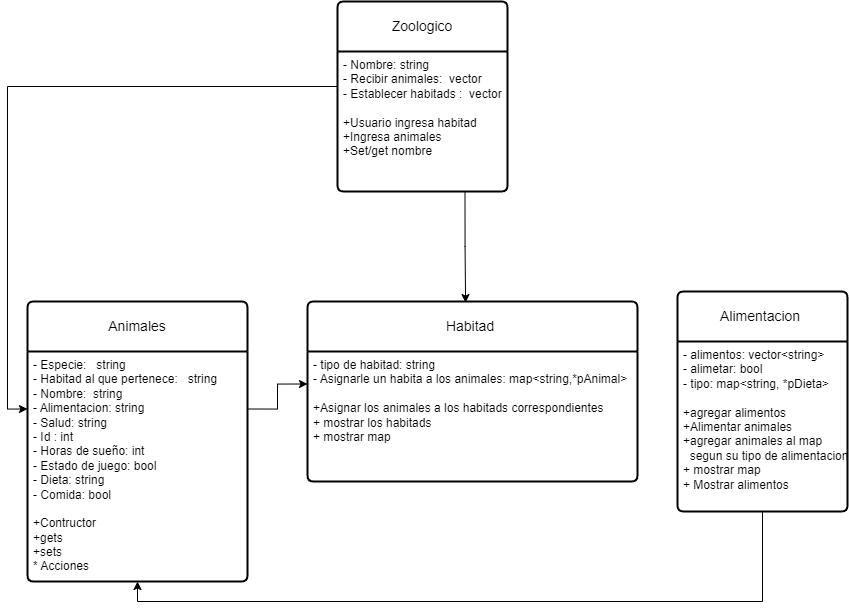 Zoologico
- Nombre: string
- Recibir animales:  vector
- Establecer habitads :  vector
+Usuario ingresa habitad
+Ingresa animales
+Set/get nombre
Animales
- Especie:   string
- Habitad al que pertenece:   string
- Nombre:  string
- Alimentacion: string
- Salud: string
- Id : int
- Horas de sueño: int
- Estado de juego: bool
- Dieta: string
- Comida: bool
+Contructor
+gets
+sets
* Acciones
Habitad
- tipo de habitad: string
- Asignarle un habita a los animales: map<string,*pAnimal>
+Asignar los animales a los habitads correspondientes
+ mostrar los habitads
+ mostrar map
Alimentacion
- alimentos: vector<string>
- alimetar: bool
- tipo: map<string, *pDieta>
+agregar alimentos
+Alimentar animales
+agregar animales al map
segun su tipo de alimentacion
+ mostrar map
+ Mostrar alimentos